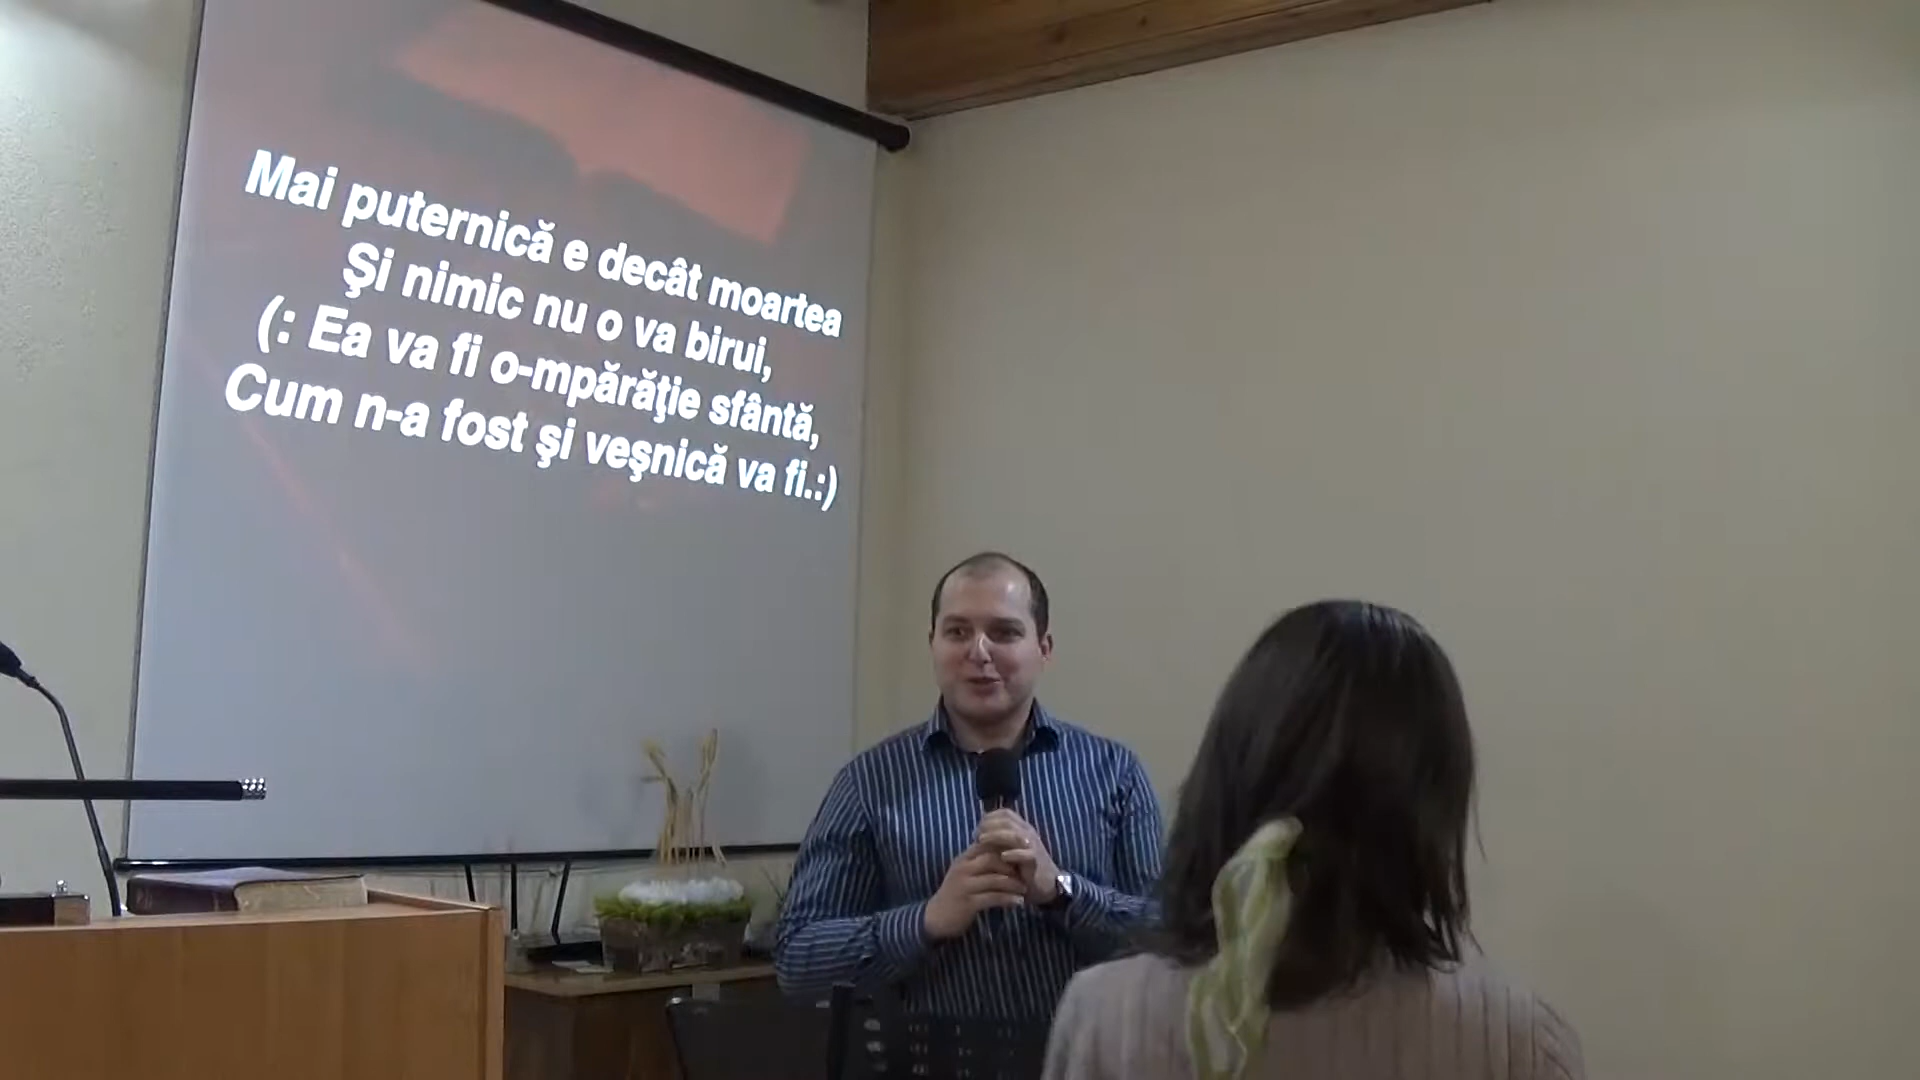 Mai puternică e decât moartea
Şi nimic nu o va birui,
(: Ea va fi o-mpărăţie sfântă,
Cum n-a fost şi veşnică va fi.:)